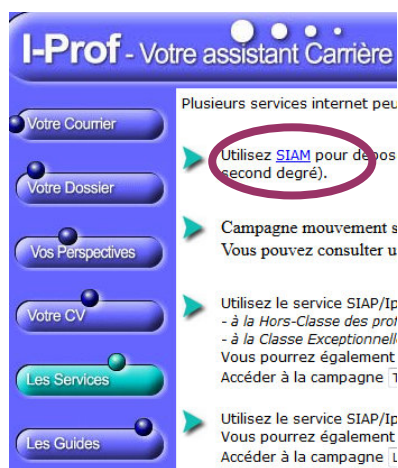 I-Prof - Votre assistant Carrière
Votre Courrier
Votre Dossier
Vos Perspectives
Votre CV
Les Services
Les Guides
Plusieurs services internet peu
Utilisez SIAM pour dépos
second degré).
Campagne mouvement s
Vous pouvez consulter u
Utilisez le service SIAP/Ip
- à la Hors-Classe des prof
- à la Classe Exceptionnelle
Vous pourrez également
Accéder à la campagne T
Utilisez le service SIAP/Ip
Vous pourrez également
Accéder à la campagne L